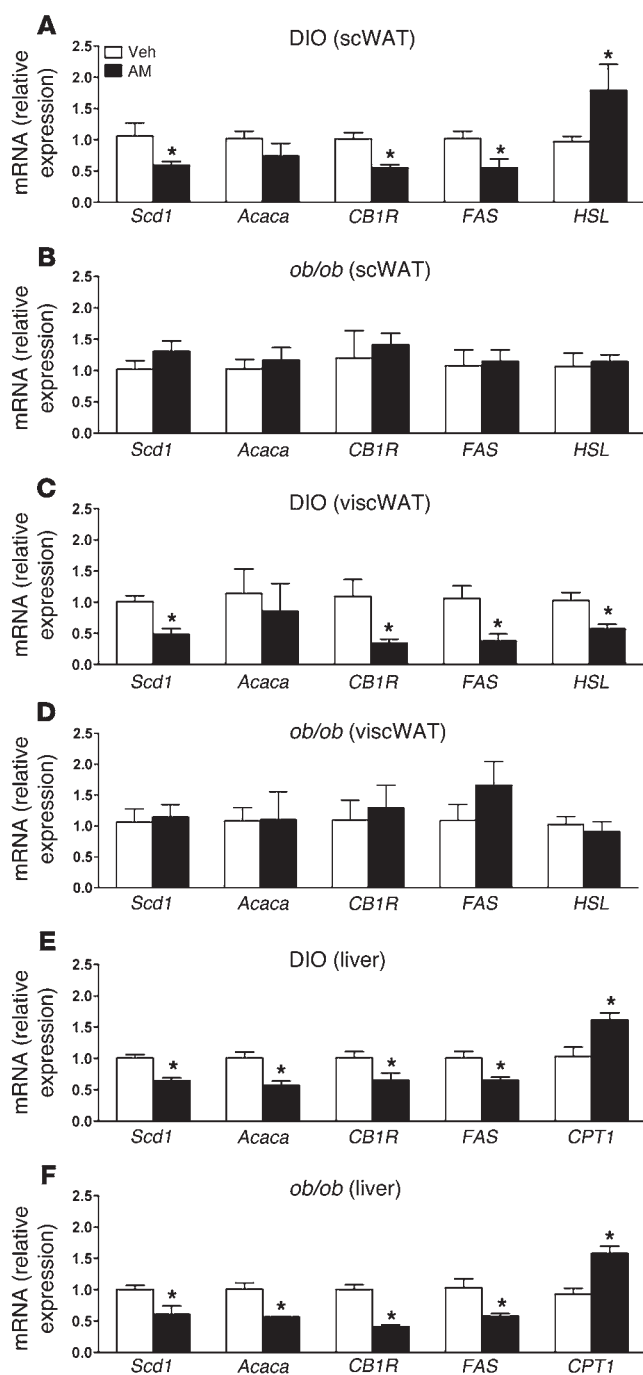 A
DIO (scWAT)
mRNA (relative
expression)
2.5
2.0
1.5
1.0
0.5
0.0
Veh
AM
* * * *
Scd1 Acaca CB1R FAS HSL
B
ob/ob (scWAT)
mRNA (relative
expression)
2.5
2.0
1.5
1.0
0.5
0.0
Scd1 Acaca CB1R FAS HSL
C
DIO (viscWAT)
mRNA (relative
expression)
2.5
2.0
1.5
1.0
0.5
0.0
* * * *
Scd1 Acaca CB1R FAS HSL
D
ob/ob (viscWAT)
mRNA (relative
expression)
2.5
2.0
1.5
1.0
0.5
0.0
Scd1 Acaca CB1R FAS HSL
E
DIO (liver)
mRNA (relative
expression)
2.5
2.0
1.5
1.0
0.5
0.0
* * * * *
Scd1 Acaca CB1R FAS CPT1
F
ob/ob (liver)
mRNA (relative
expression)
2.5
2.0
1.5
1.0
0.5
0.0
* * * * *
Scd1 Acaca CB1R FAS CPT1